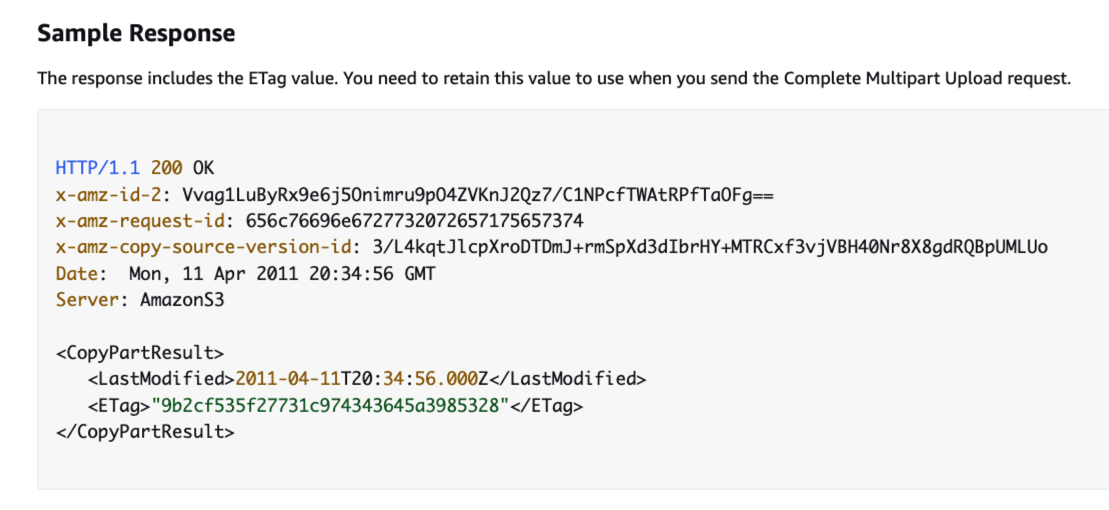 Sample Response
The response includes the ETag value. You need to retain this value to use when you send the Complete Multipart Upload request.
HTTP/1.1 200 OK
x-amz-id-2: Vvag1LuByRx9e6j5Onimru9pO4ZVKnJ2Qz7/C1NPcfTWAtRPfTaOFg==
x-amz-request-id: 656c76696e6727732072657175657374
x-amz-copy-source-version-id: 3/L4kqtJlcpXroDTDmJ+rmSpXd3dIbrHY+MTRCxf3vjVBH40Nr8X8gdRQBpUMLUo
Date:  Mon, 11 Apr 2011 20:34:56 GMT
Server: AmazonS3
<CopyPartResult>
   <LastModified>2011-04-11T20:34:56.000Z</LastModified>
   <ETag>"9b2cf535f27731c974343645a3985328"</ETag>
</CopyPartResult>